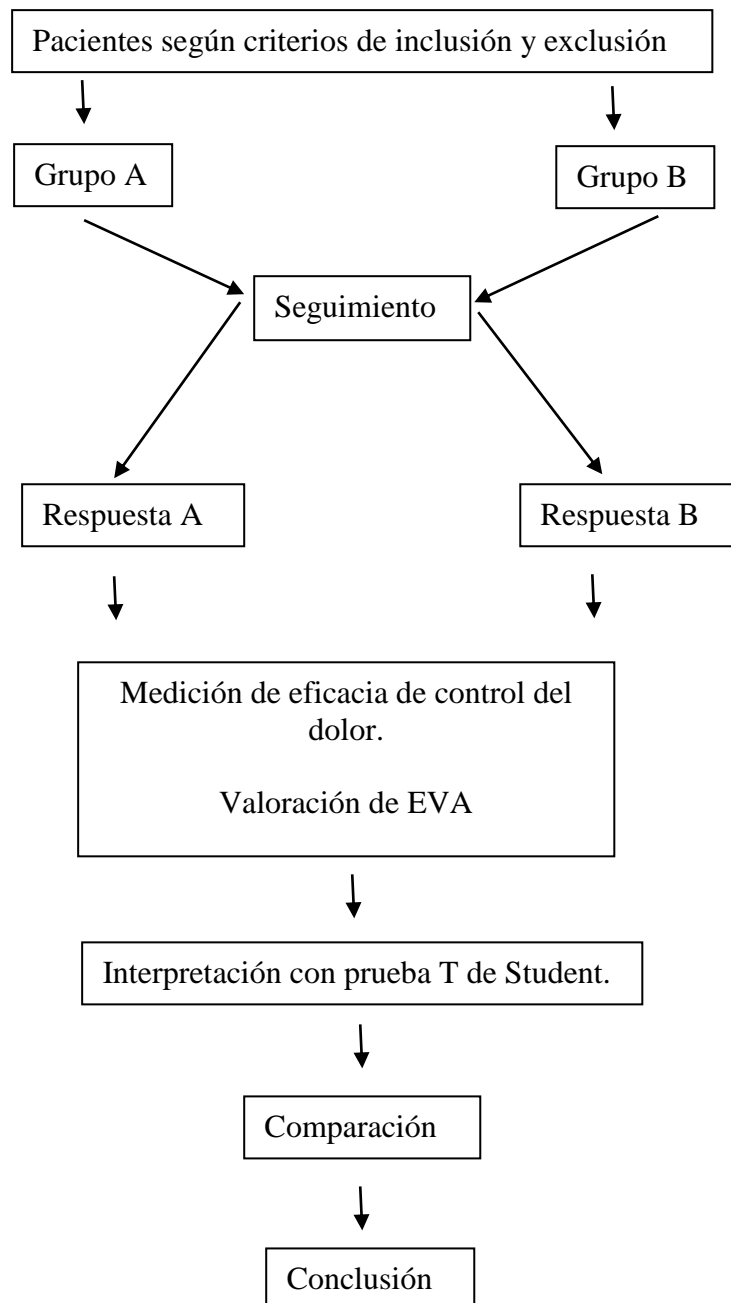 Pacientes según criterios de inclusión y exclusión
Grupo A
Grupo B
Seguimiento
Respuesta A
Respuesta B
Medición de eficacia de control del
dolor.
Valoración de EVA
Interpretación con prueba T de Student.
Comparación
Conclusión